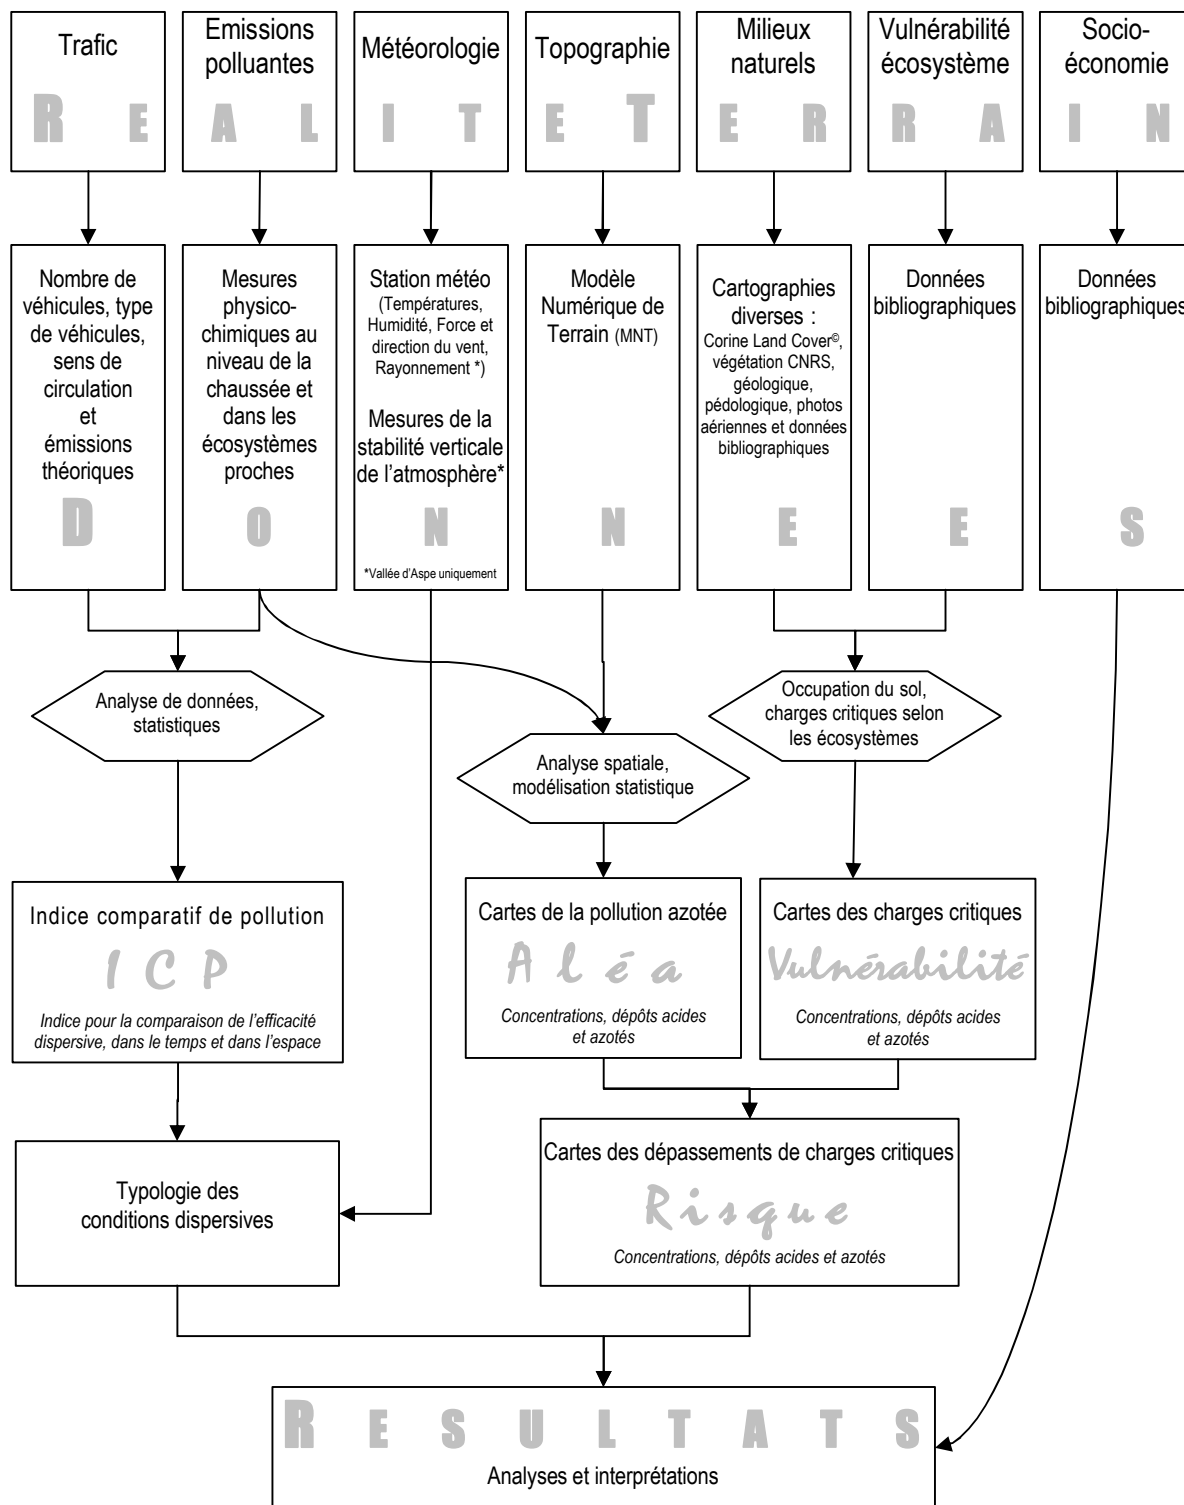 Trafic
Emissions
polluantes
Météorologie
Topographie
Milieux
naturels
Vulnérabilité
écosystème
Socio-
économie
R E A L I T E T E R R A I N
Nombre de
véhicules, type
de véhicules,
sens de
circulation
et
émissions
théoriques
Mesures
physico-
chimiques au
niveau de la
chaussée et
dans les
écosystèmes
proches
Station météo
(Températures,
Humidité, Force et
direction du vent,
Rayonnement *)
Mesures de la
stabilité verticale
de l'atmosphère*
*Vallée d'Aspe uniquement
Modèle
Numérique de
Terrain (MNT)
Cartographies
diverses :
Corine Land Cover©,
végétation CNRS,
géologique,
pédologique, photos
aériennes et données
bibliographiques
Données
bibliographiques
Données
bibliographiques
D O N N E E S
Analyse de données,
statistiques
Analyse spatiale,
modélisation statistique
Occupation du sol,
charges critiques selon
les écosystèmes
Indice comparatif de pollution
I C P
Indice pour la comparaison de l'efficacité
dispersive, dans le temps et dans l'espace
Cartes de la pollution azotée
Aléa
Concentrations, dépôts acides
et azotés
Cartes des charges critiques
Vulnérabilité
Concentrations, dépôts acides
et azotés
Typologie des
conditions dispersives
Cartes des dépassements de charges critiques
Risque
Concentrations, dépôts acides et azotés
R E S U L T A T S
Analyses et interprétations